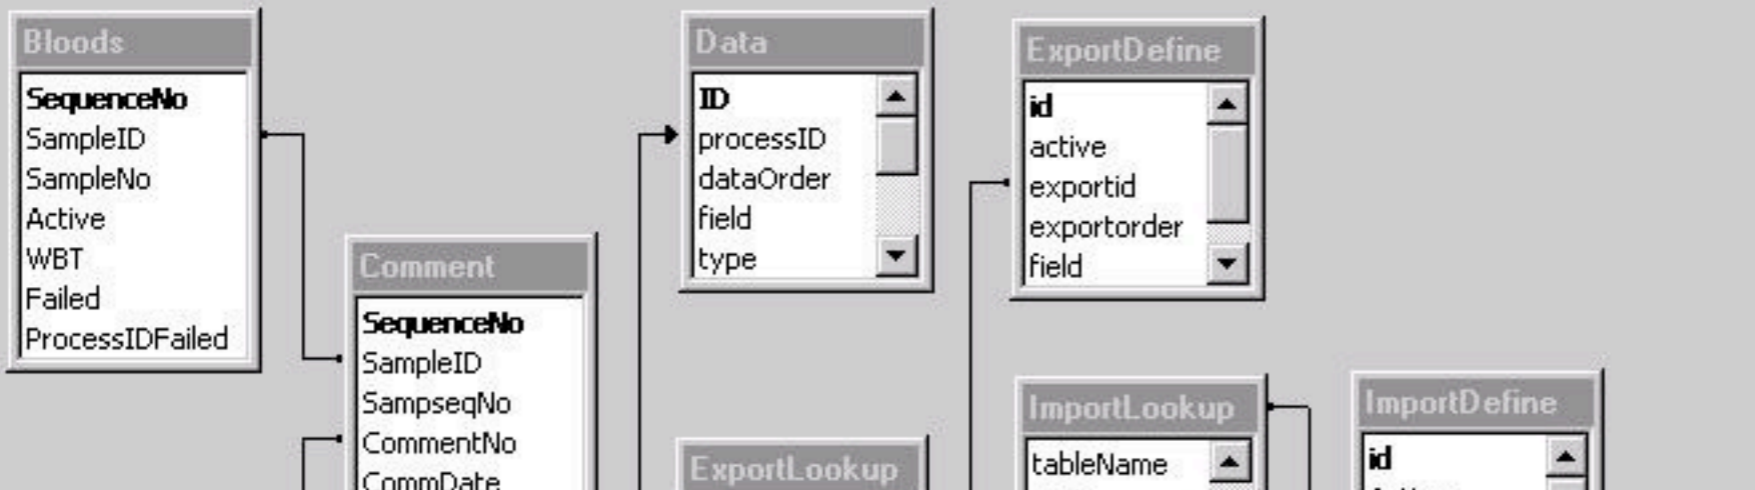 Bloods
SequenceNo
SampleID
SampleNo
Active
WBT
Failed
ProcessIDFailed
Comment
SequenceNo
SampleID
SampseqNo
CommentNo
CommDate
Data
ID
processID
dataOrder
field
type
ExportLookup
ExportDefine
id
active
exportid
exportorder
field
ImportLookup
tableName
ImportDefine
id